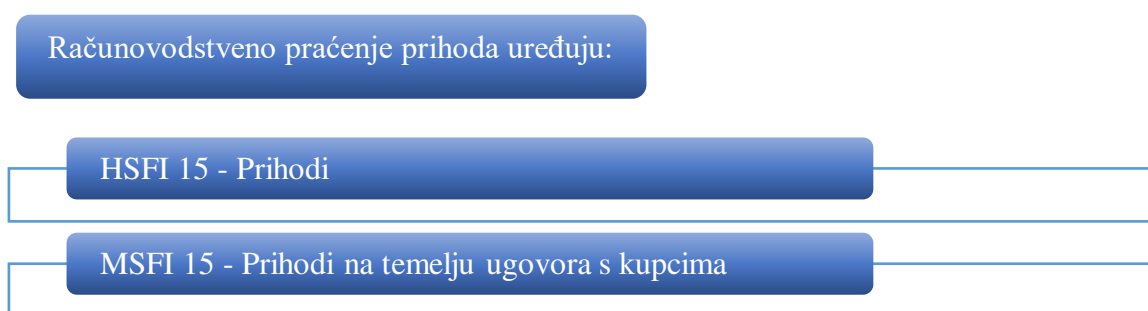 Računovodstveno praćenje prihoda uređuju:
HSFI 15 - Prihodi
MSFI 15 - Prihodi na temelju ugovora s kupcima